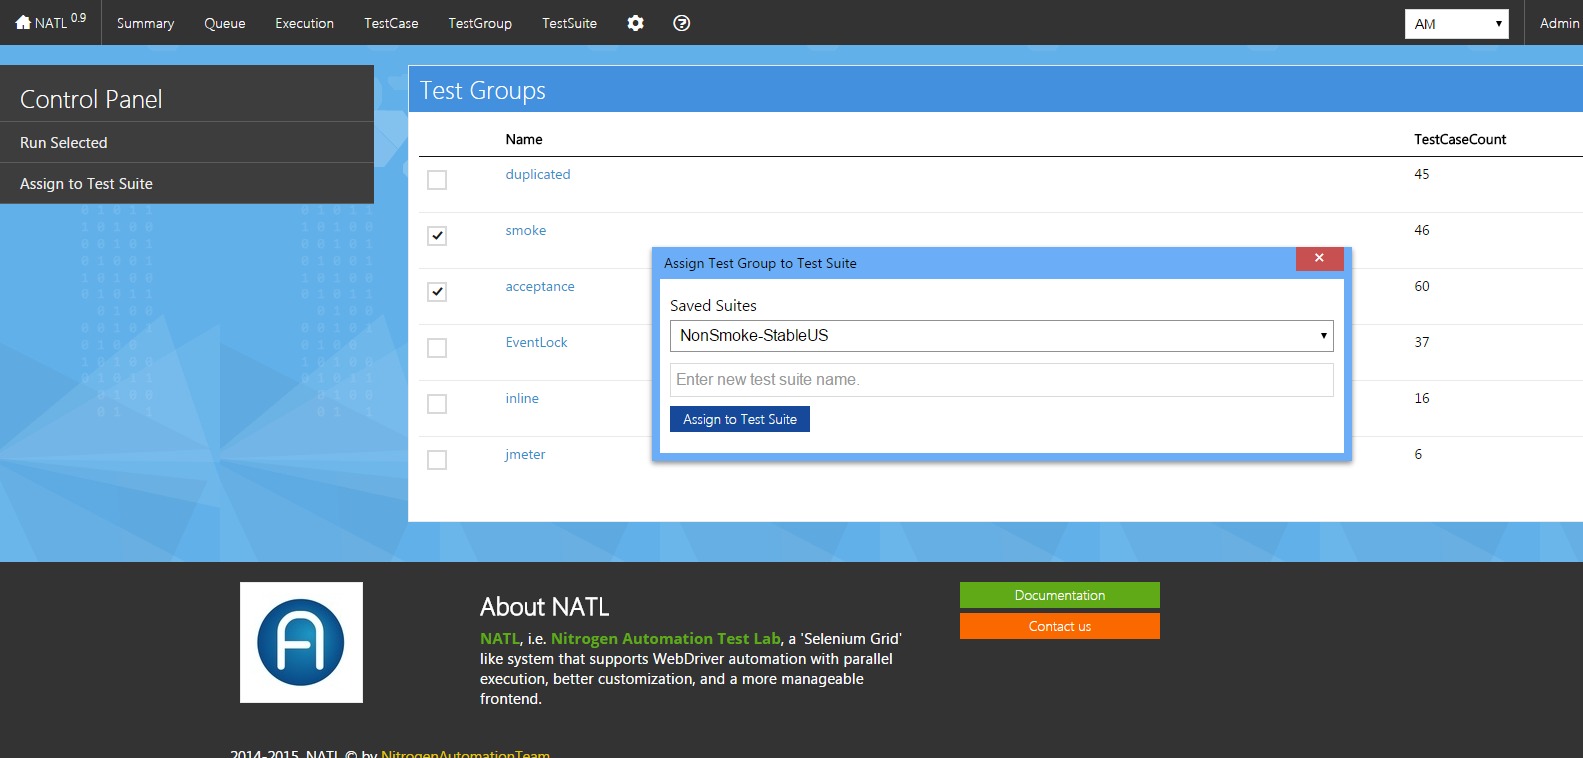 NATL 0.9 Summary Queue Execution TestCase TestGroup TestSuite AM Admin
Control Panel
Run Selected
Assign to Test Suite
Test Groups
Name TestCaseCount
duplicated 45
smoke 46
acceptance 60
EventLock 37
inline 16
jmeter 6
Assign Test Group to Test Suite
Saved Suites
NonSmoke-StableUS
Enter new test suite name.
Assign to Test Suite
About NATL
NATL, i.e. Nitrogen Automation Test Lab, a 'Selenium Grid'
like system that supports WebDriver automation with parallel
execution, better customization, and a more manageable
frontend.
Documentation
Contact us
2014-2015, NATL © by NitrogenAutomationTeam